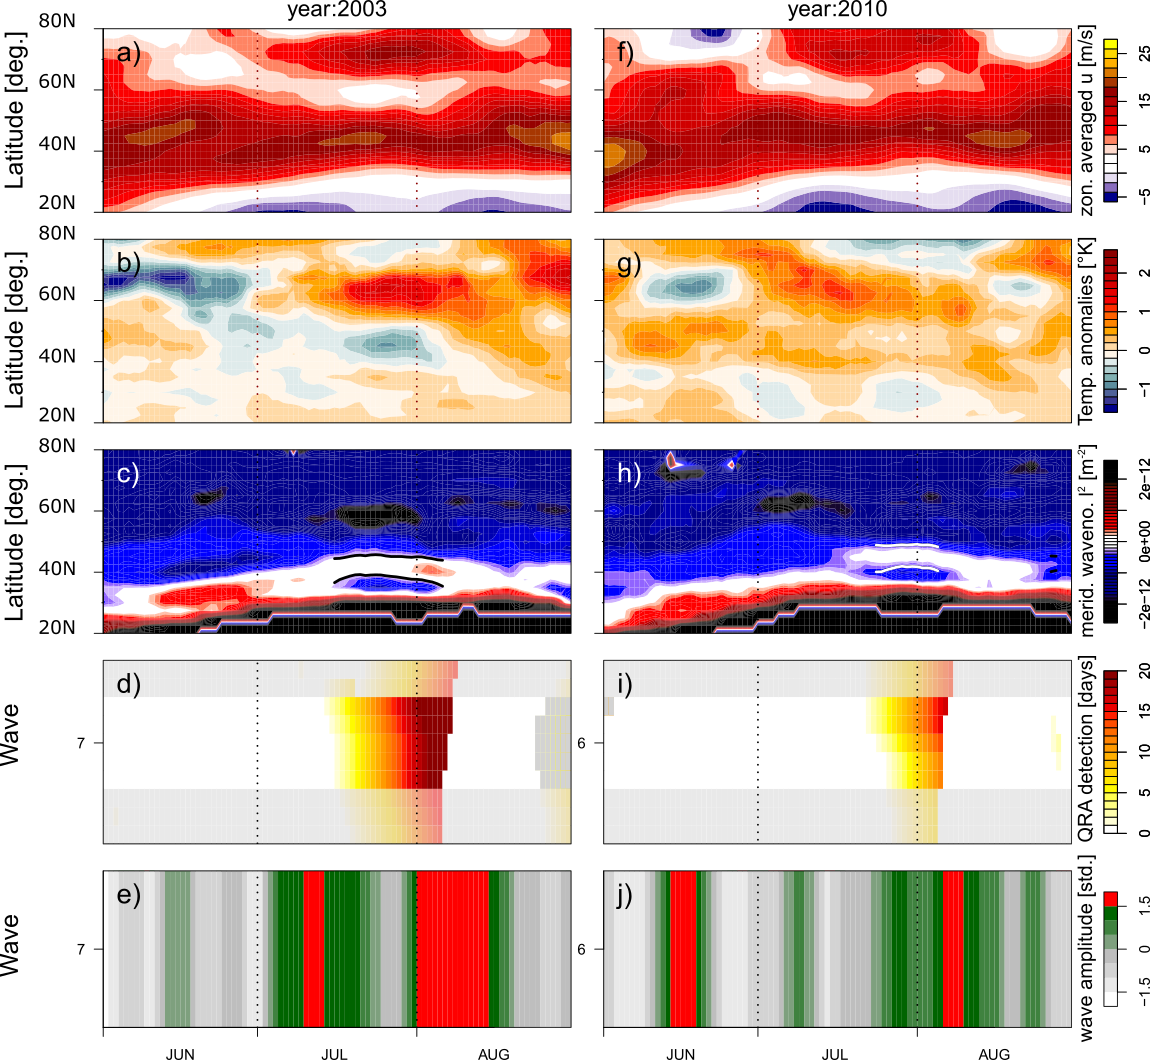 year:2003
year:2010
80N
60N
40N
20N
Latitude [deg.]
a)
f)
zon. averaged u [m/s]
−5 5 15 25
80N
60N
40N
20N
Latitude [deg.]
b)
g)
Temp. anomalies [°K]
−1 0 1 2
80N
60N
40N
20N
Latitude [deg.]
c)
h)
merid. waveno. l² [m⁻²]
−2e−12 0e+00 2e−12
Wave
7
d)
6
i)
QRA detection [days]
0 5 10 15 20
Wave
7
e)
6
j)
wave amplitude [std.]
−1.5 0 1.5
JUN JUL AUG
JUN JUL AUG